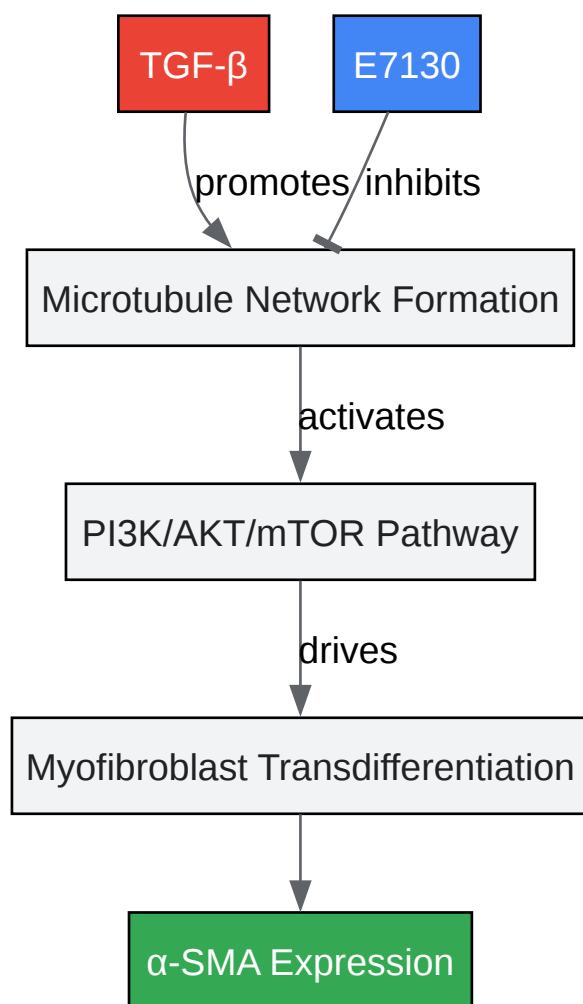 TGF-β
E7130
promotes
inhibits
Microtubule Network Formation
activates
PI3K/AKT/mTOR Pathway
drives
Myofibroblast Transdifferentiation
α-SMA Expression